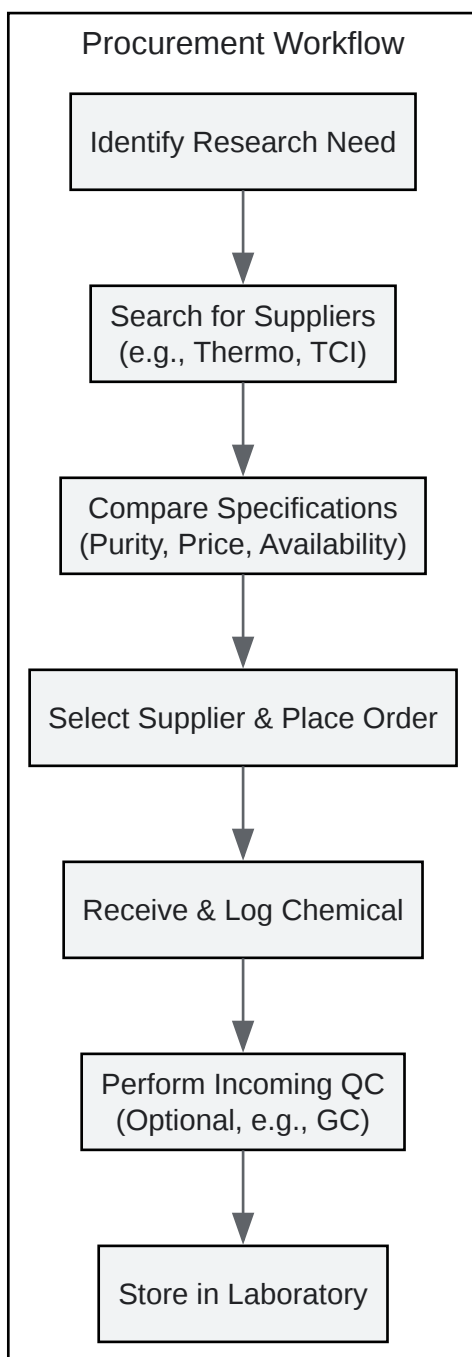 Procurement Workflow
Identify Research Need
Search for Suppliers
(e.g., Thermo, TCI)
Compare Specifications
(Purity, Price, Availability)
Select Supplier & Place Order
Receive & Log Chemical
Perform Incoming QC
(Optional, e.g., GC)
Store in Laboratory